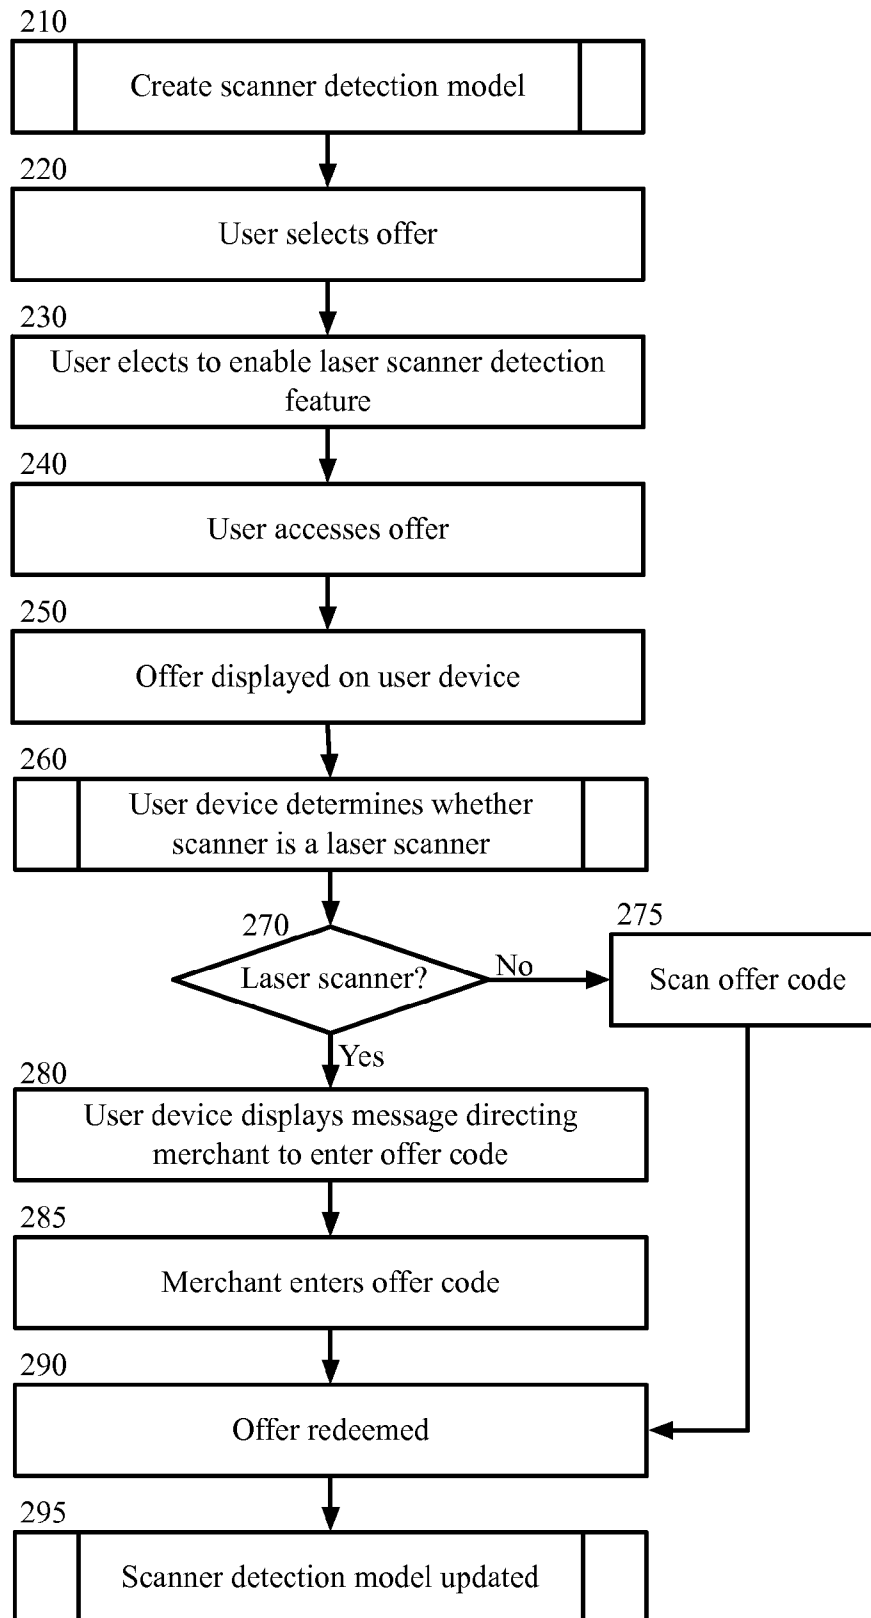 210
Create scanner detection model
220
User selects offer
230
User elects to enable laser scanner detection
feature
240
User accesses offer
250
Offer displayed on user device
260
User device determines whether
scanner is a laser scanner
270
Laser scanner?
No
275
Scan offer code
Yes
280
User device displays message directing
merchant to enter offer code
285
Merchant enters offer code
290
Offer redeemed
295
Scanner detection model updated